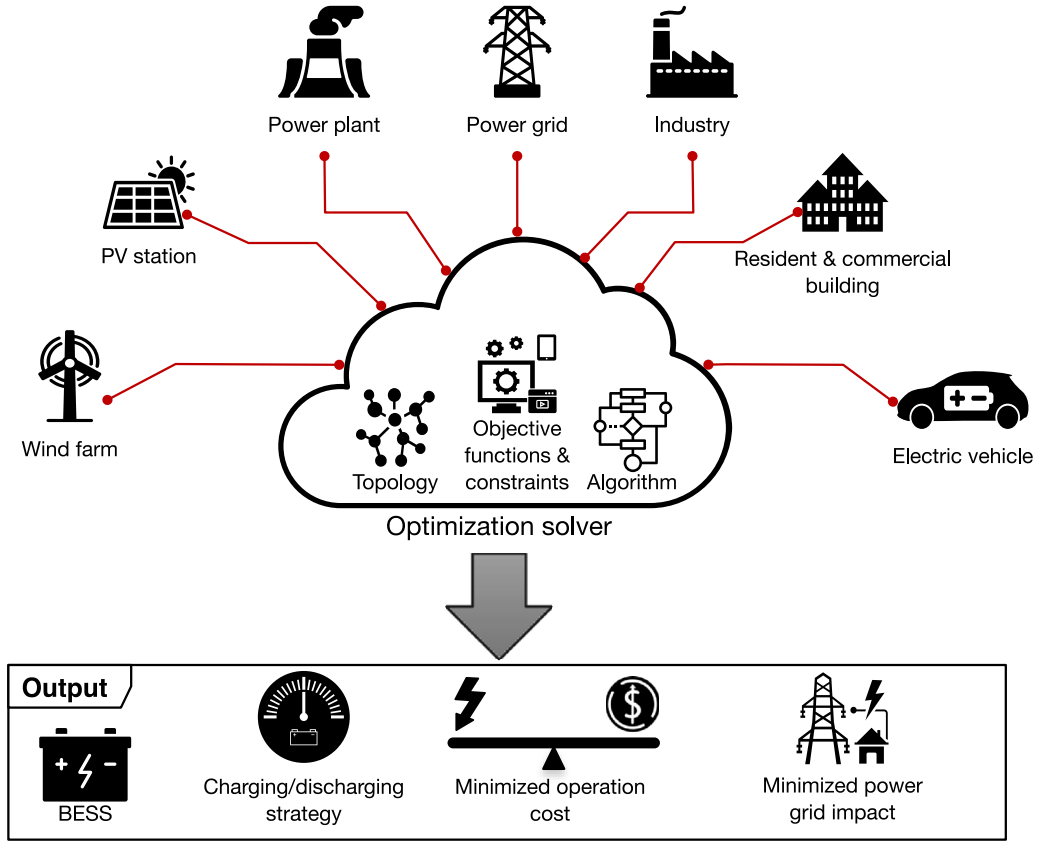 Power plant
Power grid
Industry
PV station
Resident & commercial
building
Wind farm
Electric vehicle
Topology
Objective
functions &
constraints
Algorithm
Optimization solver
Output
BESS
Charging/discharging
strategy
Minimized operation
cost
Minimized power
grid impact